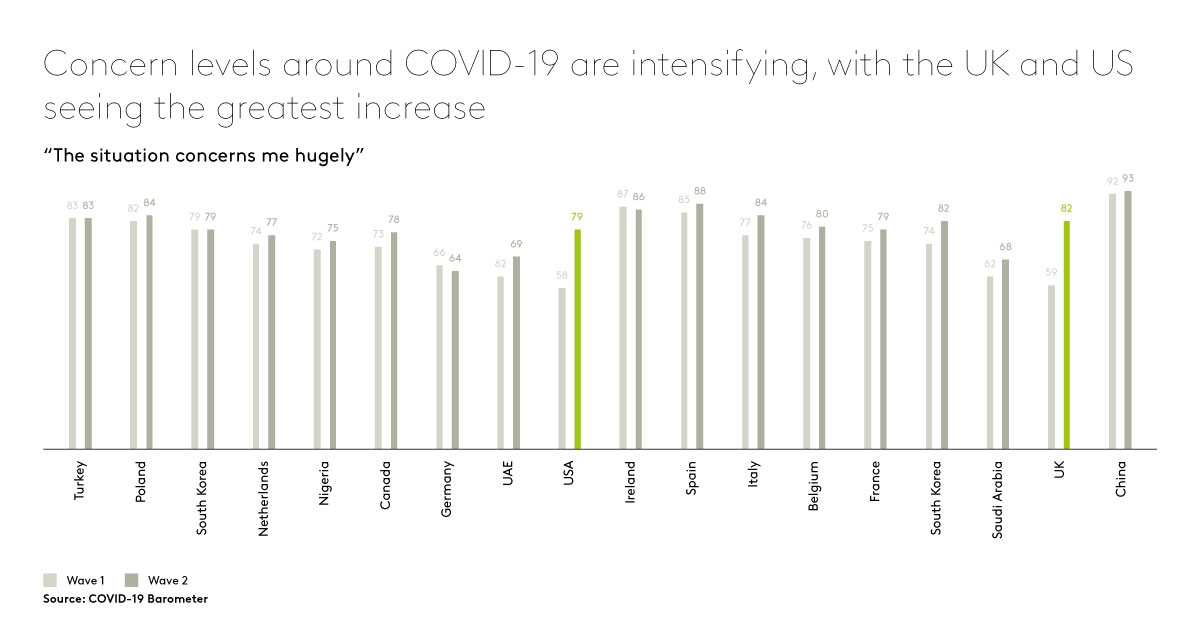 Concern levels around COVID-19 are intensifying, with the UK and US
seeing the greatest increase
“The situation concerns me hugely”
83 83
82 84
79 79
74 77
72 75
73 78
66 64
62 69
58 79
87 86
85 88
77 84
76 80
75 79
74 82
62 68
59 82
92 93
Turkey
Poland
South Korea
Netherlands
Nigeria
Canada
Germany
UAE
USA
Ireland
Spain
Italy
Belgium
France
South Korea
Saudi Arabia
UK
China
Wave 1 Wave 2
Source: COVID-19 Barometer